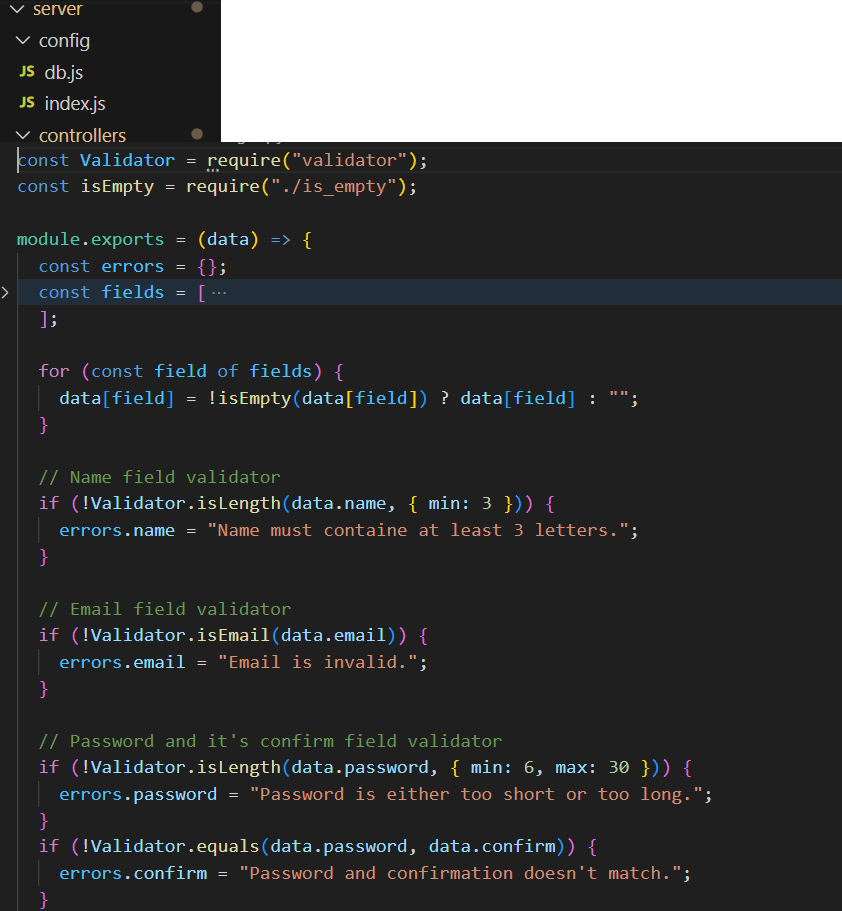 server
config
JS db.js
JS index.js
controllers
const Validator = require("validator");
const isEmpty = require("./is_empty");
module.exports = (data) => {
const errors = {};
const fields = [ ···
];
for (const field of fields) {
data[field] = !isEmpty(data[field]) ? data[field] : "";
}
// Name field validator
if (!Validator.isLength(data.name, { min: 3 })) {
errors.name = "Name must containe at least 3 letters.";
}
// Email field validator
if (!Validator.isEmail(data.email)) {
errors.email = "Email is invalid.";
}
// Password and it's confirm field validator
if (!Validator.isLength(data.password, { min: 6, max: 30 })) {
errors.password = "Password is either too short or too long.";
}
if (!Validator.equals(data.password, data.confirm)) {
errors.confirm = "Password and confirmation doesn't match.";
}